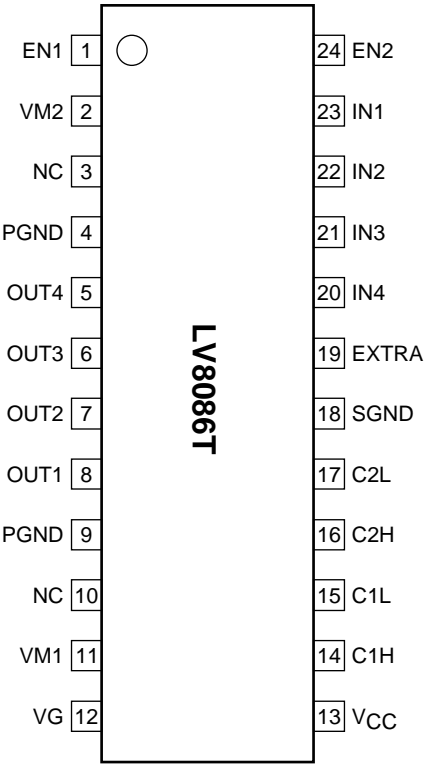 EN1 1 24 EN2
VM2 2 23 IN1
NC 3 22 IN2
PGND 4 21 IN3
OUT4 5 20 IN4
OUT3 6 19 EXTRA
LV8086T
OUT2 7 18 SGND
OUT1 8 17 C2L
PGND 9 16 C2H
NC 10 15 C1L
VM1 11 14 C1H
VG 12 13 VCC